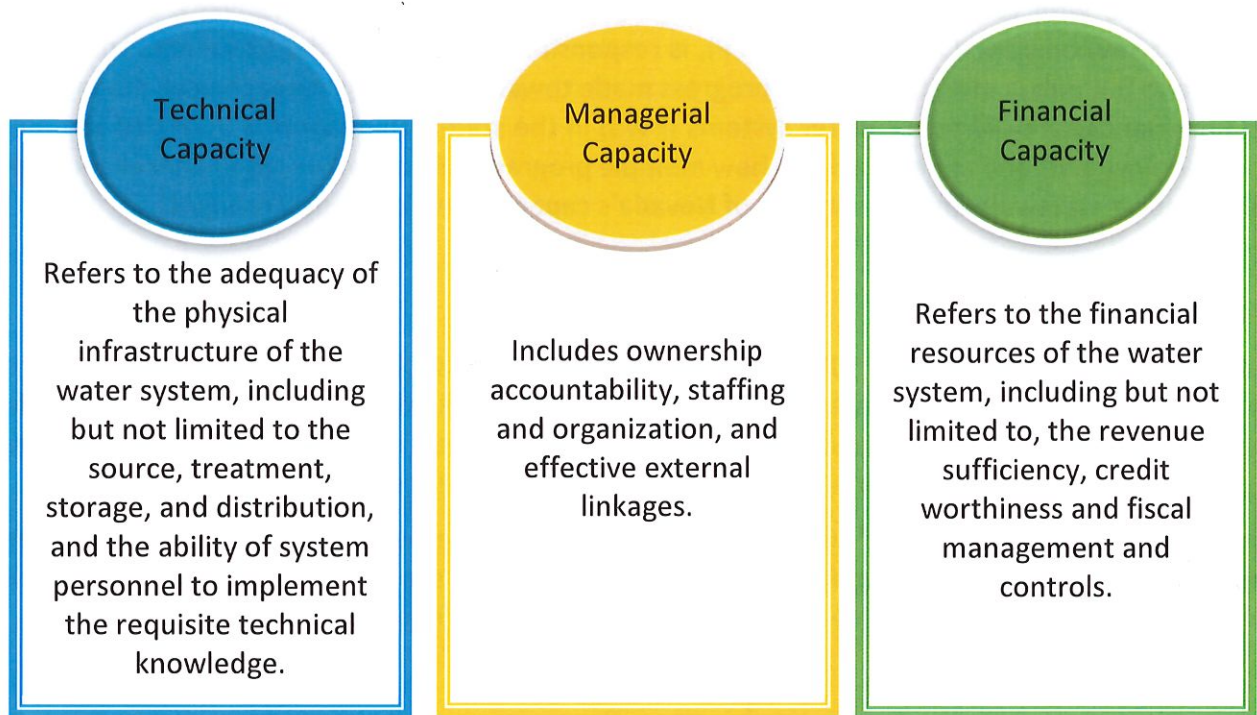 Technical
Capacity
Refers to the adequacy of
the physical
infrastructure of the
water system, including
but not limited to the
source, treatment,
storage, and distribution,
and the ability of system
personnel to implement
the requisite technical
knowledge.
Managerial
Capacity
Includes ownership
accountability, staffing
and organization, and
effective external
linkages.
Financial
Capacity
Refers to the financial
resources of the water
system, including but not
limited to, the revenue
sufficiency, credit
worthiness and fiscal
management and
controls.